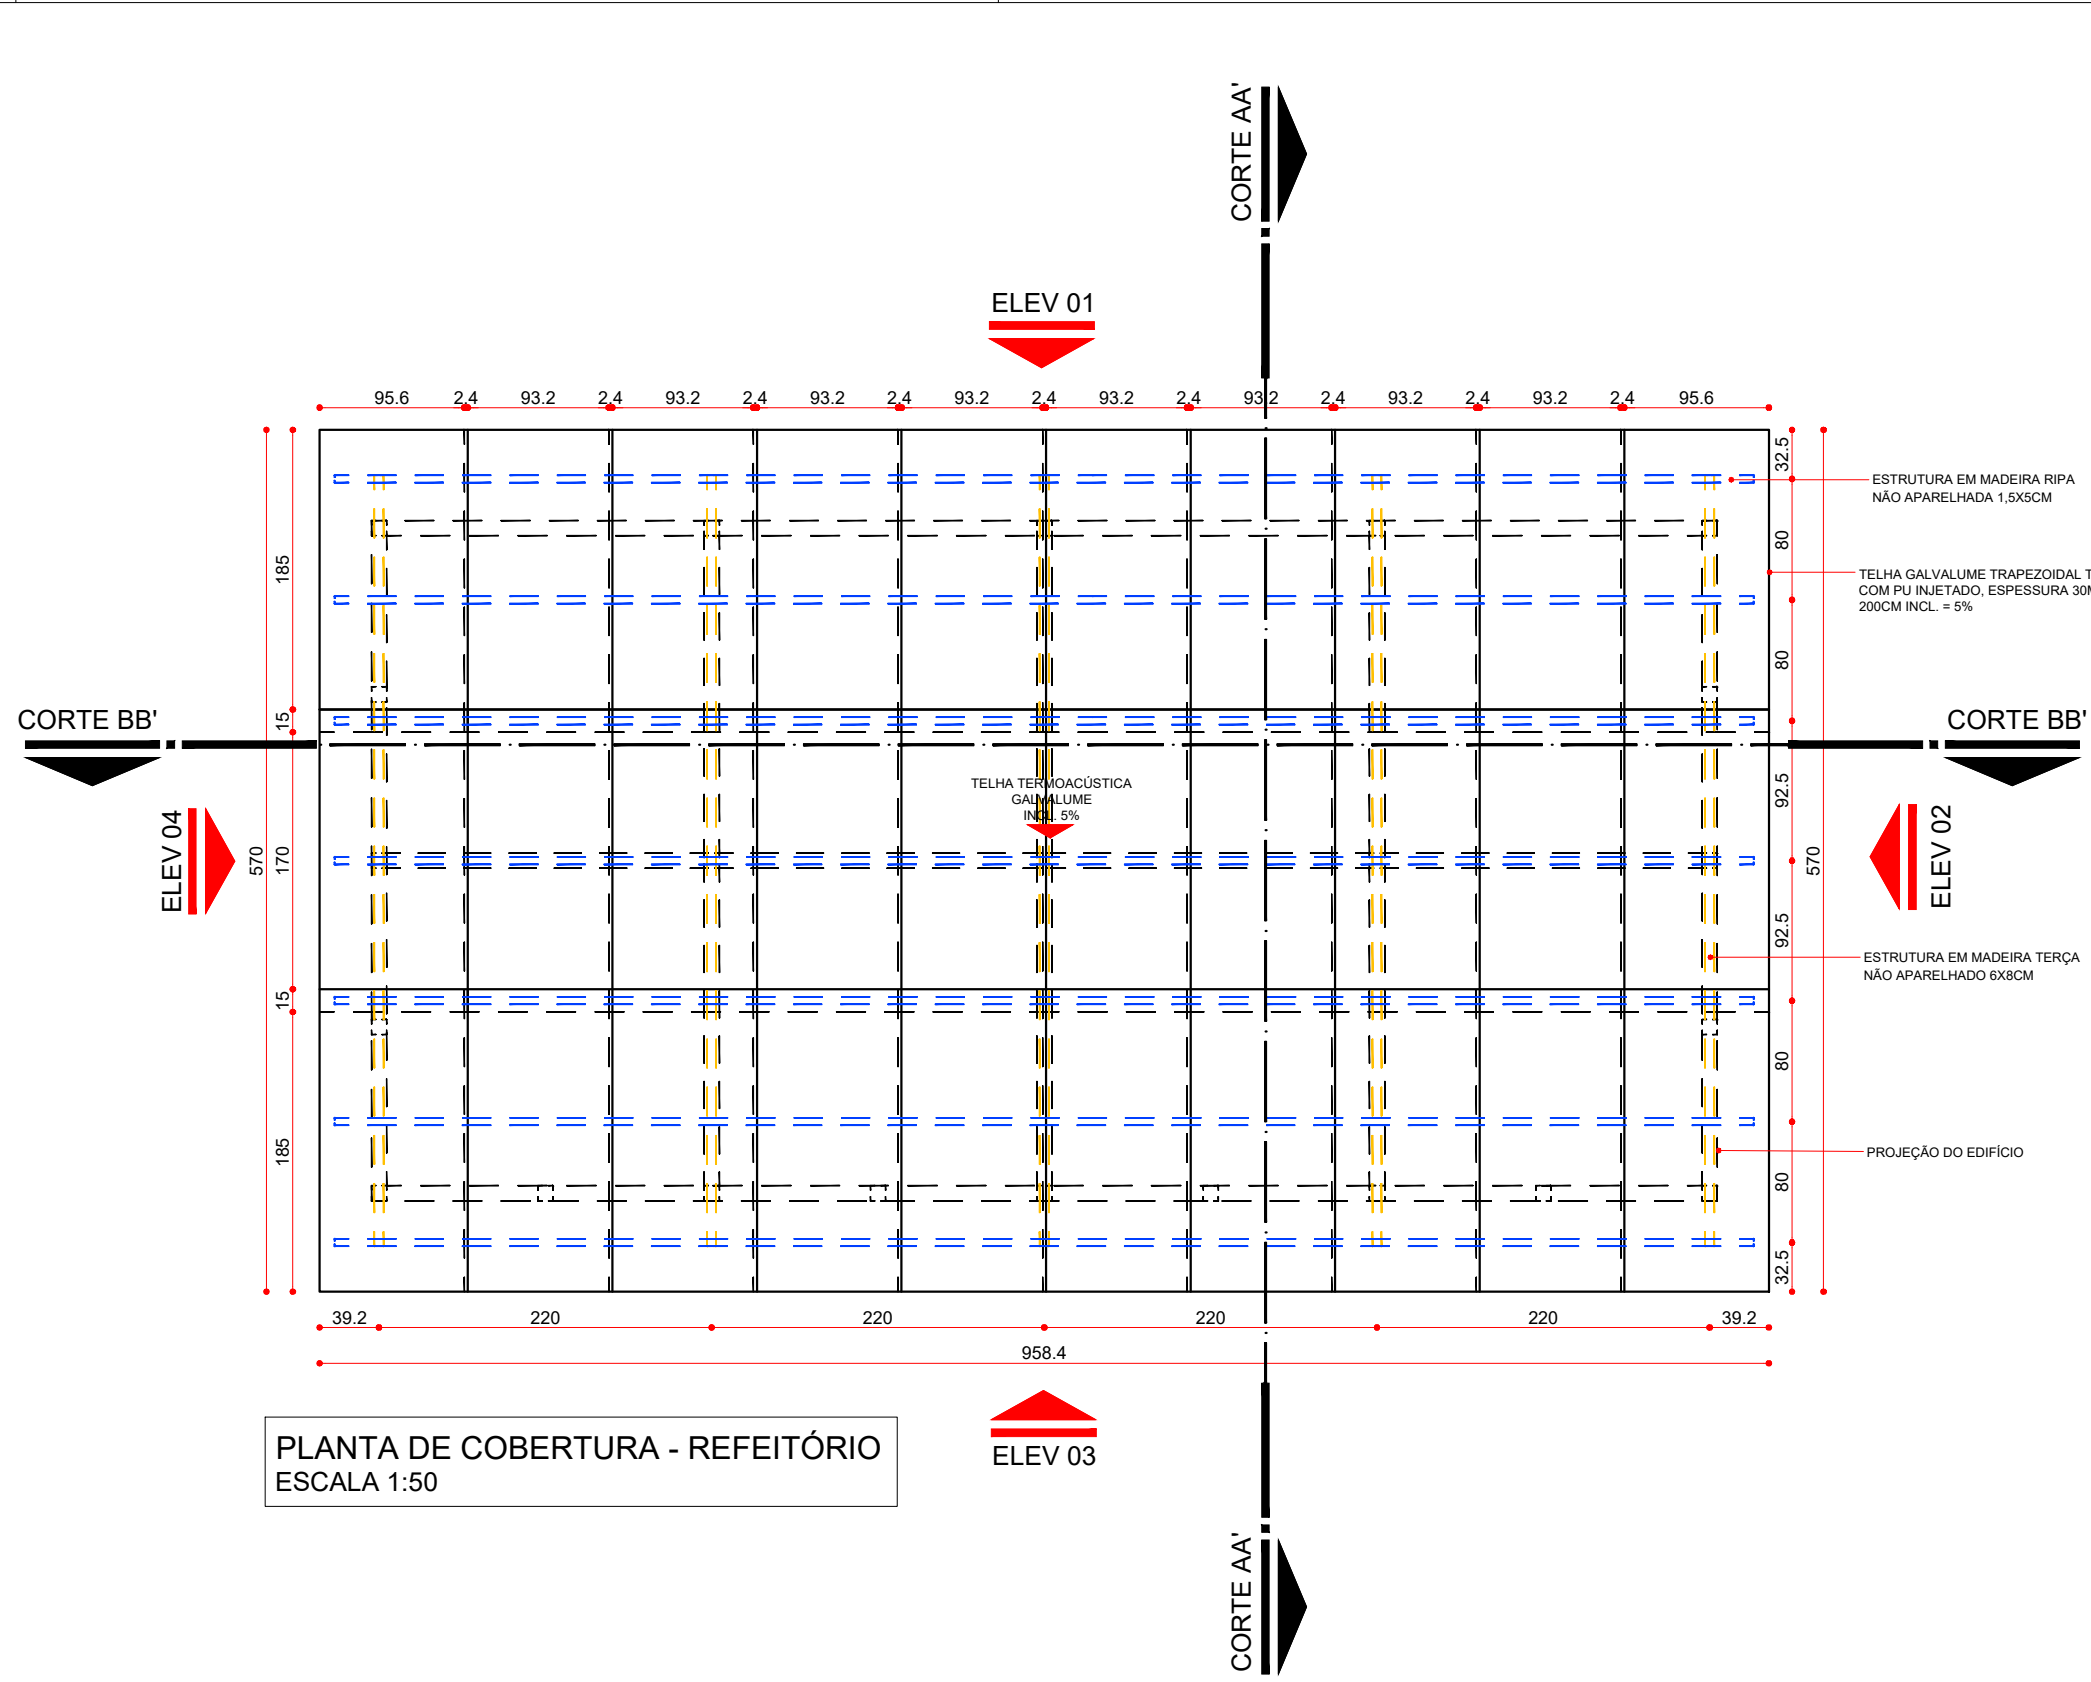 CORTE AA'
ELEV 01
95.6 2.4 93.2 2.4 93.2 2.4 93.2 2.4 93.2 2.4 93.2 2.4 93.2 2.4 93.2 2.4 93.2 2.4 95.6
32.5
ESTRUTURA EM MADEIRA RIPA
NÃO APARELHADA 1,5X5CM
185
80
TELHA GALVALUME TRAPEZOIDAL
COM PU INJETADO, ESPESSURA
200CM INCL. = 5%
80
CORTE BB'
15
CORTE BB'
TELHA TERMOACÚSTICA
GALVALUME
INCL. 5%
92.5
ELEV 04
570
170
570
ELEV 02
92.5
ESTRUTURA EM MADEIRA TERÇA
NÃO APARELHADO 6X8CM
15
80
185
PROJEÇÃO DO EDIFÍCIO
80
32.5
39.2 220 220 220 220 39.2
958.4
ELEV 03
PLANTA DE COBERTURA - REFEITÓRIO
ESCALA 1:50
CORTE AA'